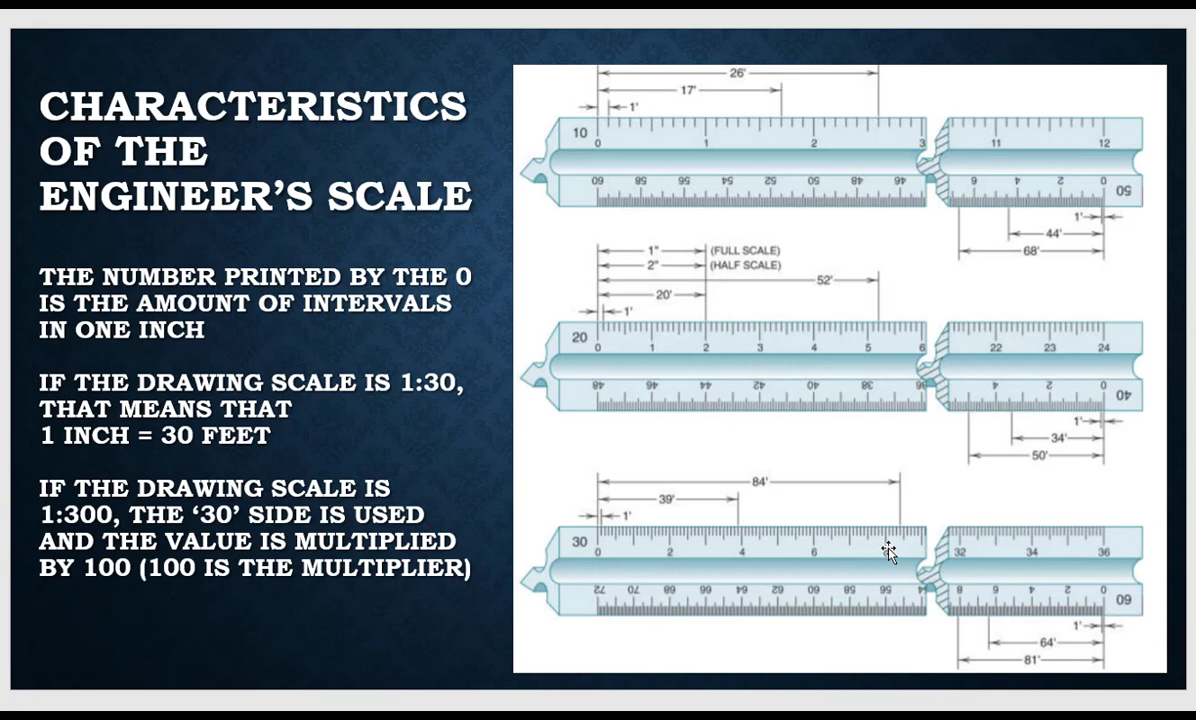 CHARACTERISTICS
OF THE
ENGINEER'S SCALE
THE NUMBER PRINTED BY THE 0
IS THE AMOUNT OF INTERVALS
IN ONE INCH
IF THE DRAWING SCALE IS 1:30,
THAT MEANS THAT
1 INCH = 30 FEET
IF THE DRAWING SCALE IS
1:300, THE '30' SIDE IS USED
AND THE VALUE IS MULTIPLIED
BY 100 (100 IS THE MULTIPLIER)
26'
17'
1'
10
0 1 2 3 11 12
60 58 56 54 52 50 48 46 6 4 2 0
50
1'
44'
68'
1" (FULL SCALE)
2" (HALF SCALE)
52'
20'
1'
20
0 1 2 3 4 5 6 22 23 24
48 46 44 42 40 38 36 4 2 0
40
1'
34'
50'
84'
39'
1'
30
0 2 4 6 32 34 36
72 70 68 66 64 62 60 58 56 54 8 6 4 2 0
60
1'
64'
81'